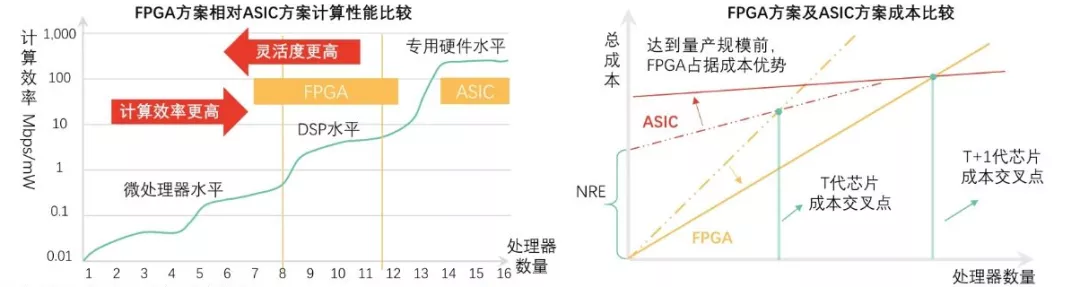 FPGA方案相对ASIC方案计算性能比较
计算效率 Mbps/mW
1,000
100
10
1
0.1
0.01
灵活度更高
专用硬件水平
计算效率更高
FPGA
ASIC
DSP水平
微处理器水平
1 2 3 4 5 6 7 8 9 10 11 12 13 14 15 16
处理器
数量
FPGA方案及ASIC方案成本比较
总成本
达到量产规模前,
FPGA占据成本优势
ASIC
NRE
T代芯片
成本交叉点
T+1代芯片
成本交叉点
FPGA
处理器数量